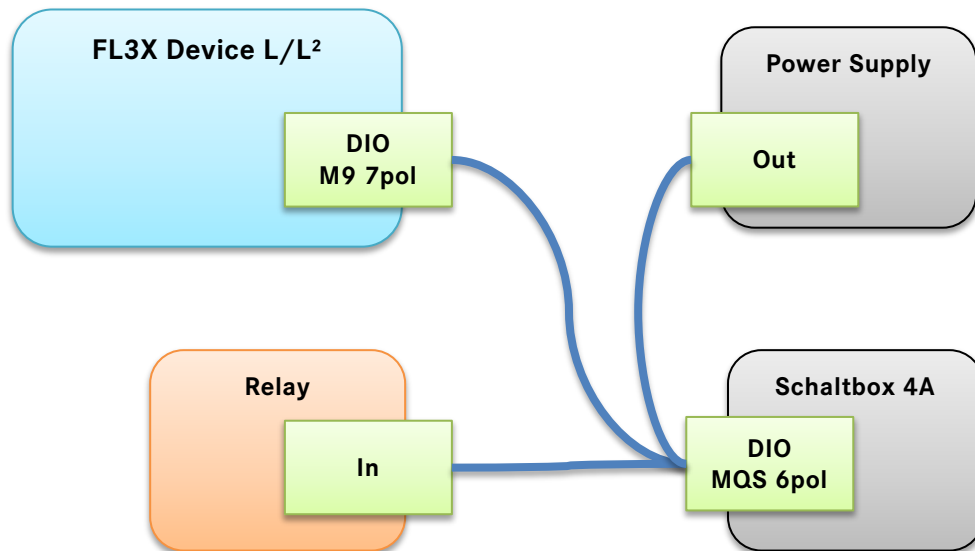 FL3X Device L/L²
DIO
M9 7pol
Power Supply
Out
Relay
In
Schaltbox 4A
DIO
MQS 6pol